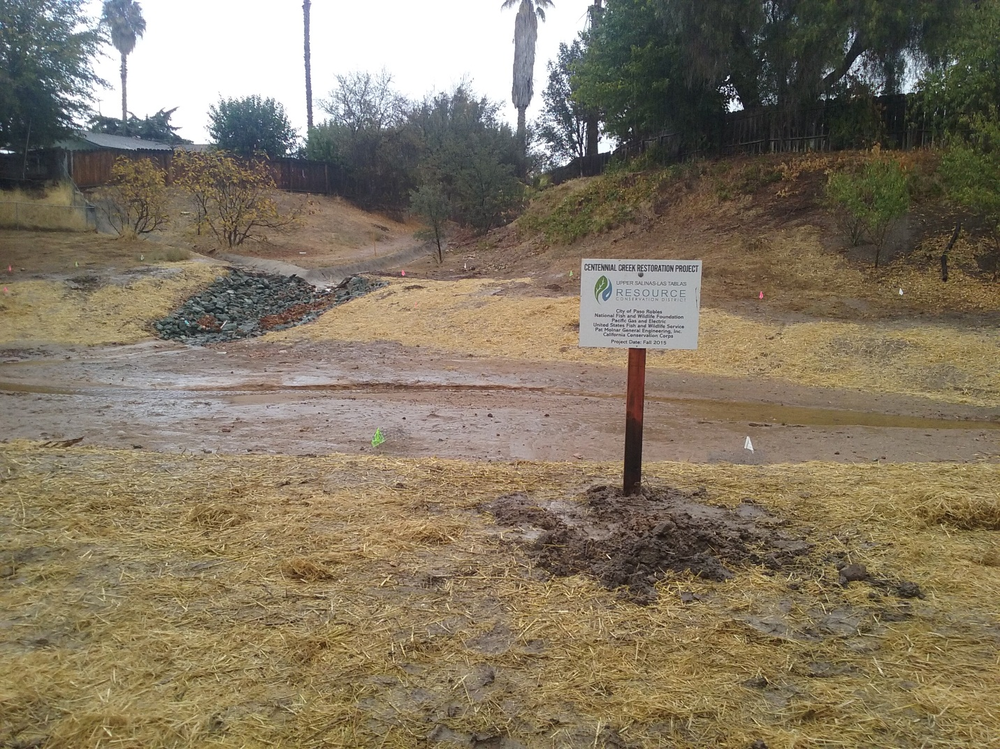 CENTENNIAL CREEK RESTORATION PROJECT
UPPER SALINAS-LAS TABLAS
RESOURCE
CONSERVATION DISTRICT
City of Paso Robles
National Fish and Wildlife Foundation
Pacific Gas and Electric
United States Fish and Wildlife Service
Pat Molnar General Engineering, Inc.
California Conservation Corps
Project Date: Fall 2015